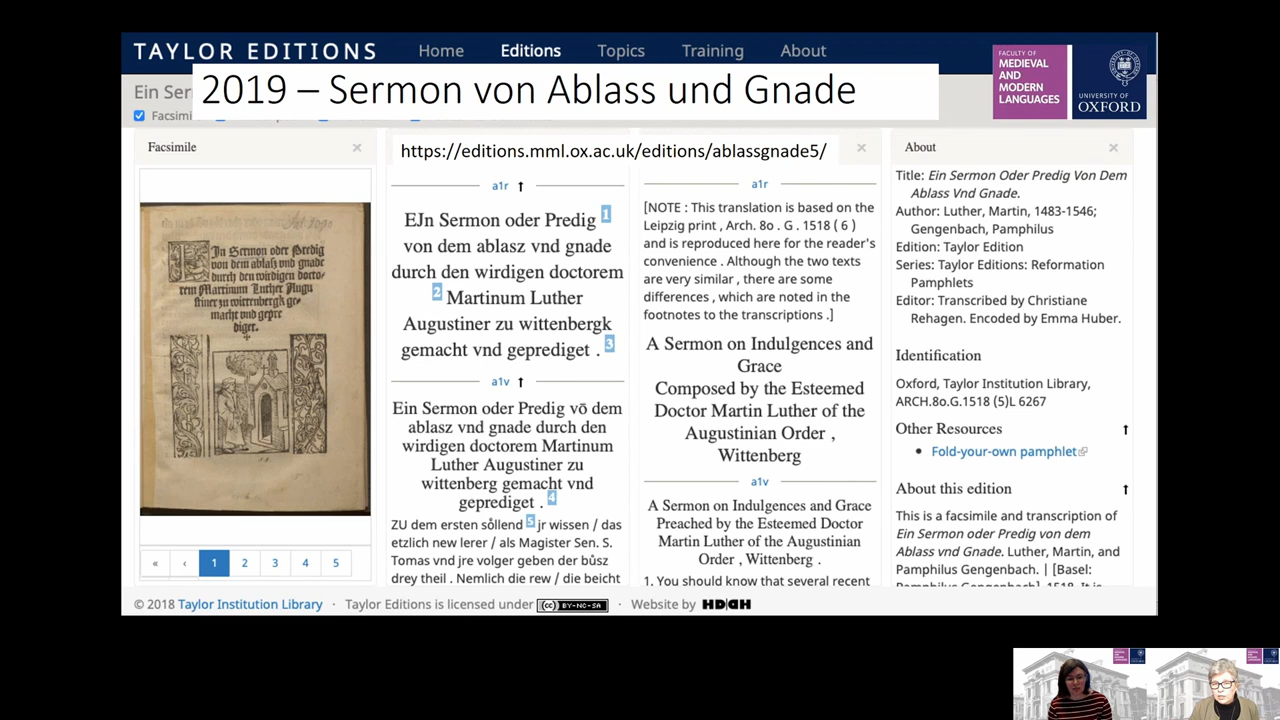 TAYLOR EDITIONS Home Editions Topics Training About
FACULTY OF
MEDIEVAL
AND
MODERN
LANGUAGES
UNIVERSITY OF
OXFORD
Ein Ser
2019 – Sermon von Ablass und Gnade
Facsimi
Facsimile
EJn Sermon oder Predig
von dem ablasz vnd gnade
durch den wirdigen docto⸗
rem Martinum Luther Augu
stiner zu wittenbergk ge⸗
macht vnd gepre
diget.
« ‹ 1 2 3 4 5
https://editions.mml.ox.ac.uk/editions/ablassgnade5/
a1r ↑
EJn Sermon oder Predig 1
von dem ablasz vnd gnade
durch den wirdigen doctorem
2 Martinum Luther
Augustiner zu wittenbergk
gemacht vnd geprediget . 3
a1v ↑
Ein Sermon oder Predig vō dem
ablasz vnd gnade durch den
wirdigen doctorem Martinum
Luther Augustiner zu
wittenberg gemacht vnd
geprediget . 4
ZU dem ersten soͤllend 5 jr wissen / das
etzlich new lerer / als Magister Sen. S.
Tomas vnd jre volger geben der buͦsz
drey theil . Nemlich die rew / die beicht
a1r
[NOTE : This translation is based on the
Leipzig print , Arch. 8o . G . 1518 ( 6 )
and is reproduced here for the reader's
convenience . Although the two texts
are very similar , there are some
differences , which are noted in the
footnotes to the transcriptions .]
A Sermon on Indulgences and
Grace
Composed by the Esteemed
Doctor Martin Luther of the
Augustinian Order ,
Wittenberg
a1v
A Sermon on Indulgences and Grace
Preached by the Esteemed Doctor
Martin Luther of the Augustinian
Order , Wittenberg .
1. You should know that several recent
About
Title: Ein Sermon Oder Predig Von Dem
Ablass Vnd Gnade.
Author: Luther, Martin, 1483-1546;
Gengenbach, Pamphilus
Edition: Taylor Edition
Series: Taylor Editions: Reformation
Pamphlets
Editor: Transcribed by Christiane
Rehagen. Encoded by Emma Huber.
Identification
Oxford, Taylor Institution Library,
ARCH.8o.G.1518 (5)L 6267
Other Resources ↑
• Fold-your-own pamphlet
About this edition ↑
This is a facsimile and transcription of
Ein Sermon oder Predig von dem
Ablass vnd Gnade. Luther, Martin, and
Pamphilus Gengenbach. | [Basel:
Pamphilus Gengenbach], 1518. It is
© 2018 Taylor Institution Library · Taylor Editions is licensed under (cc) BY-NC-SA · Website by HDDH